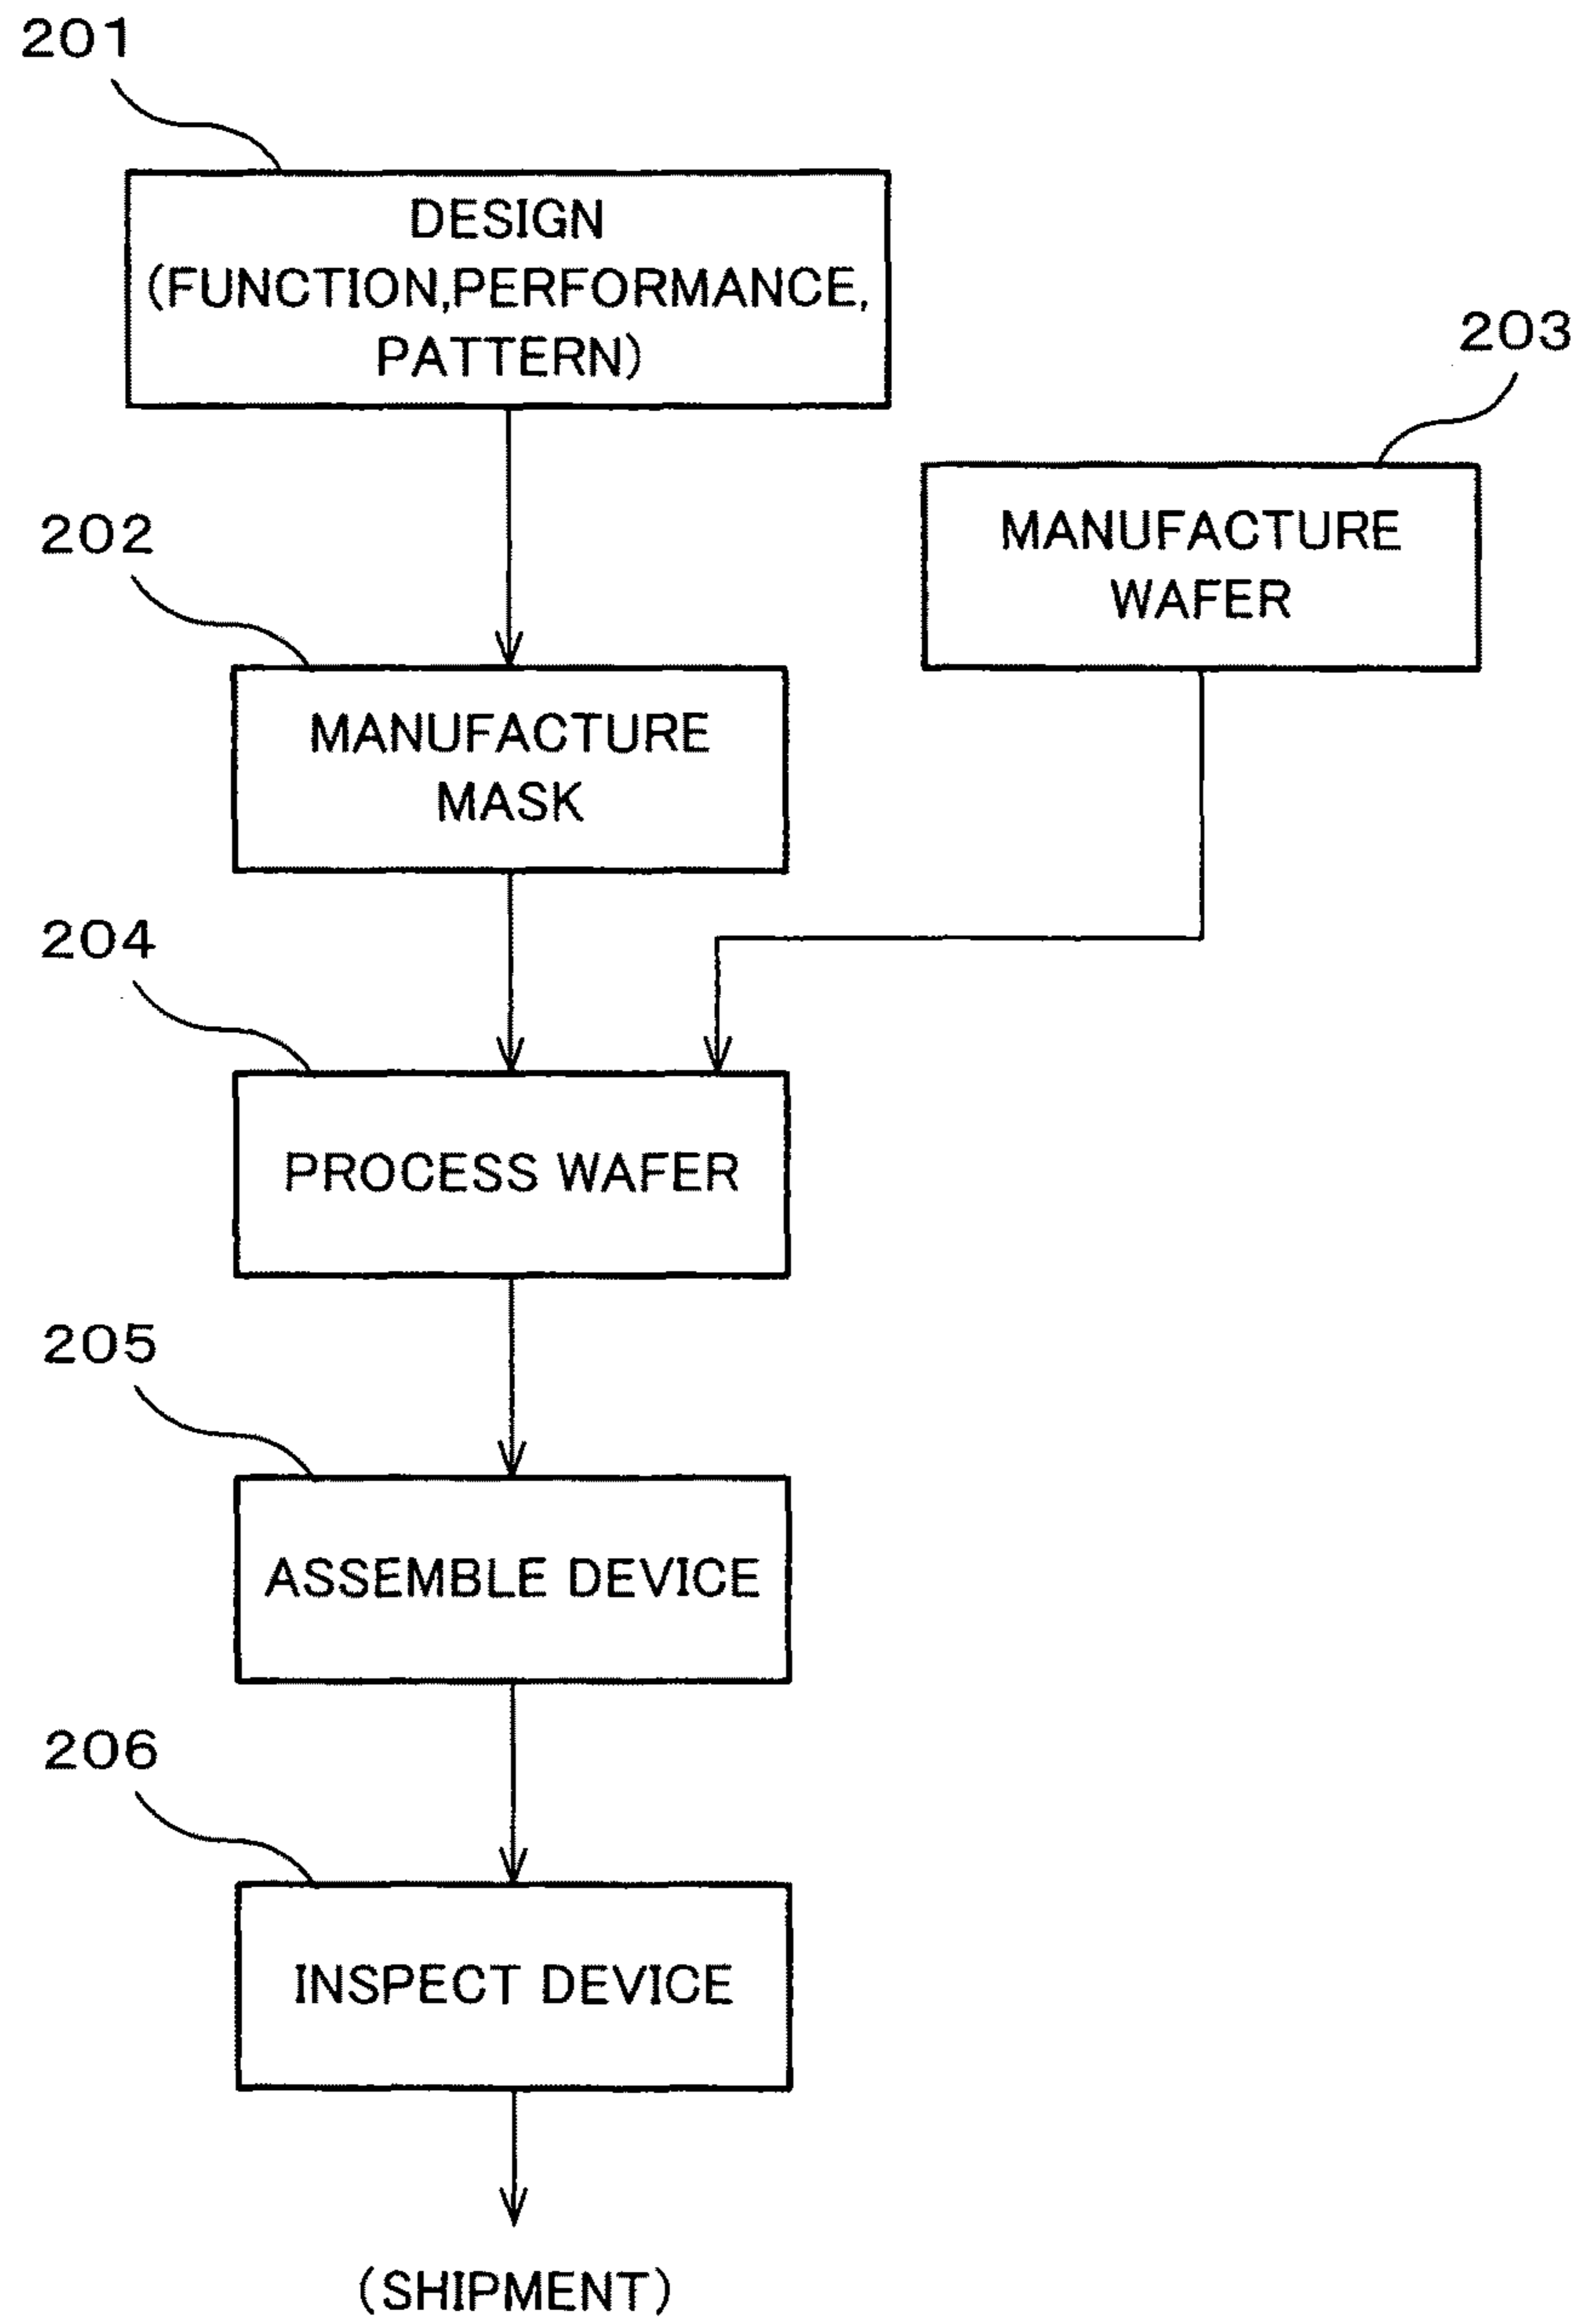 201
DESIGN
(FUNCTION,PERFORMANCE,
PATTERN)
203
MANUFACTURE
WAFER
202
MANUFACTURE
MASK
204
PROCESS WAFER
205
ASSEMBLE DEVICE
206
INSPECT DEVICE
(SHIPMENT)